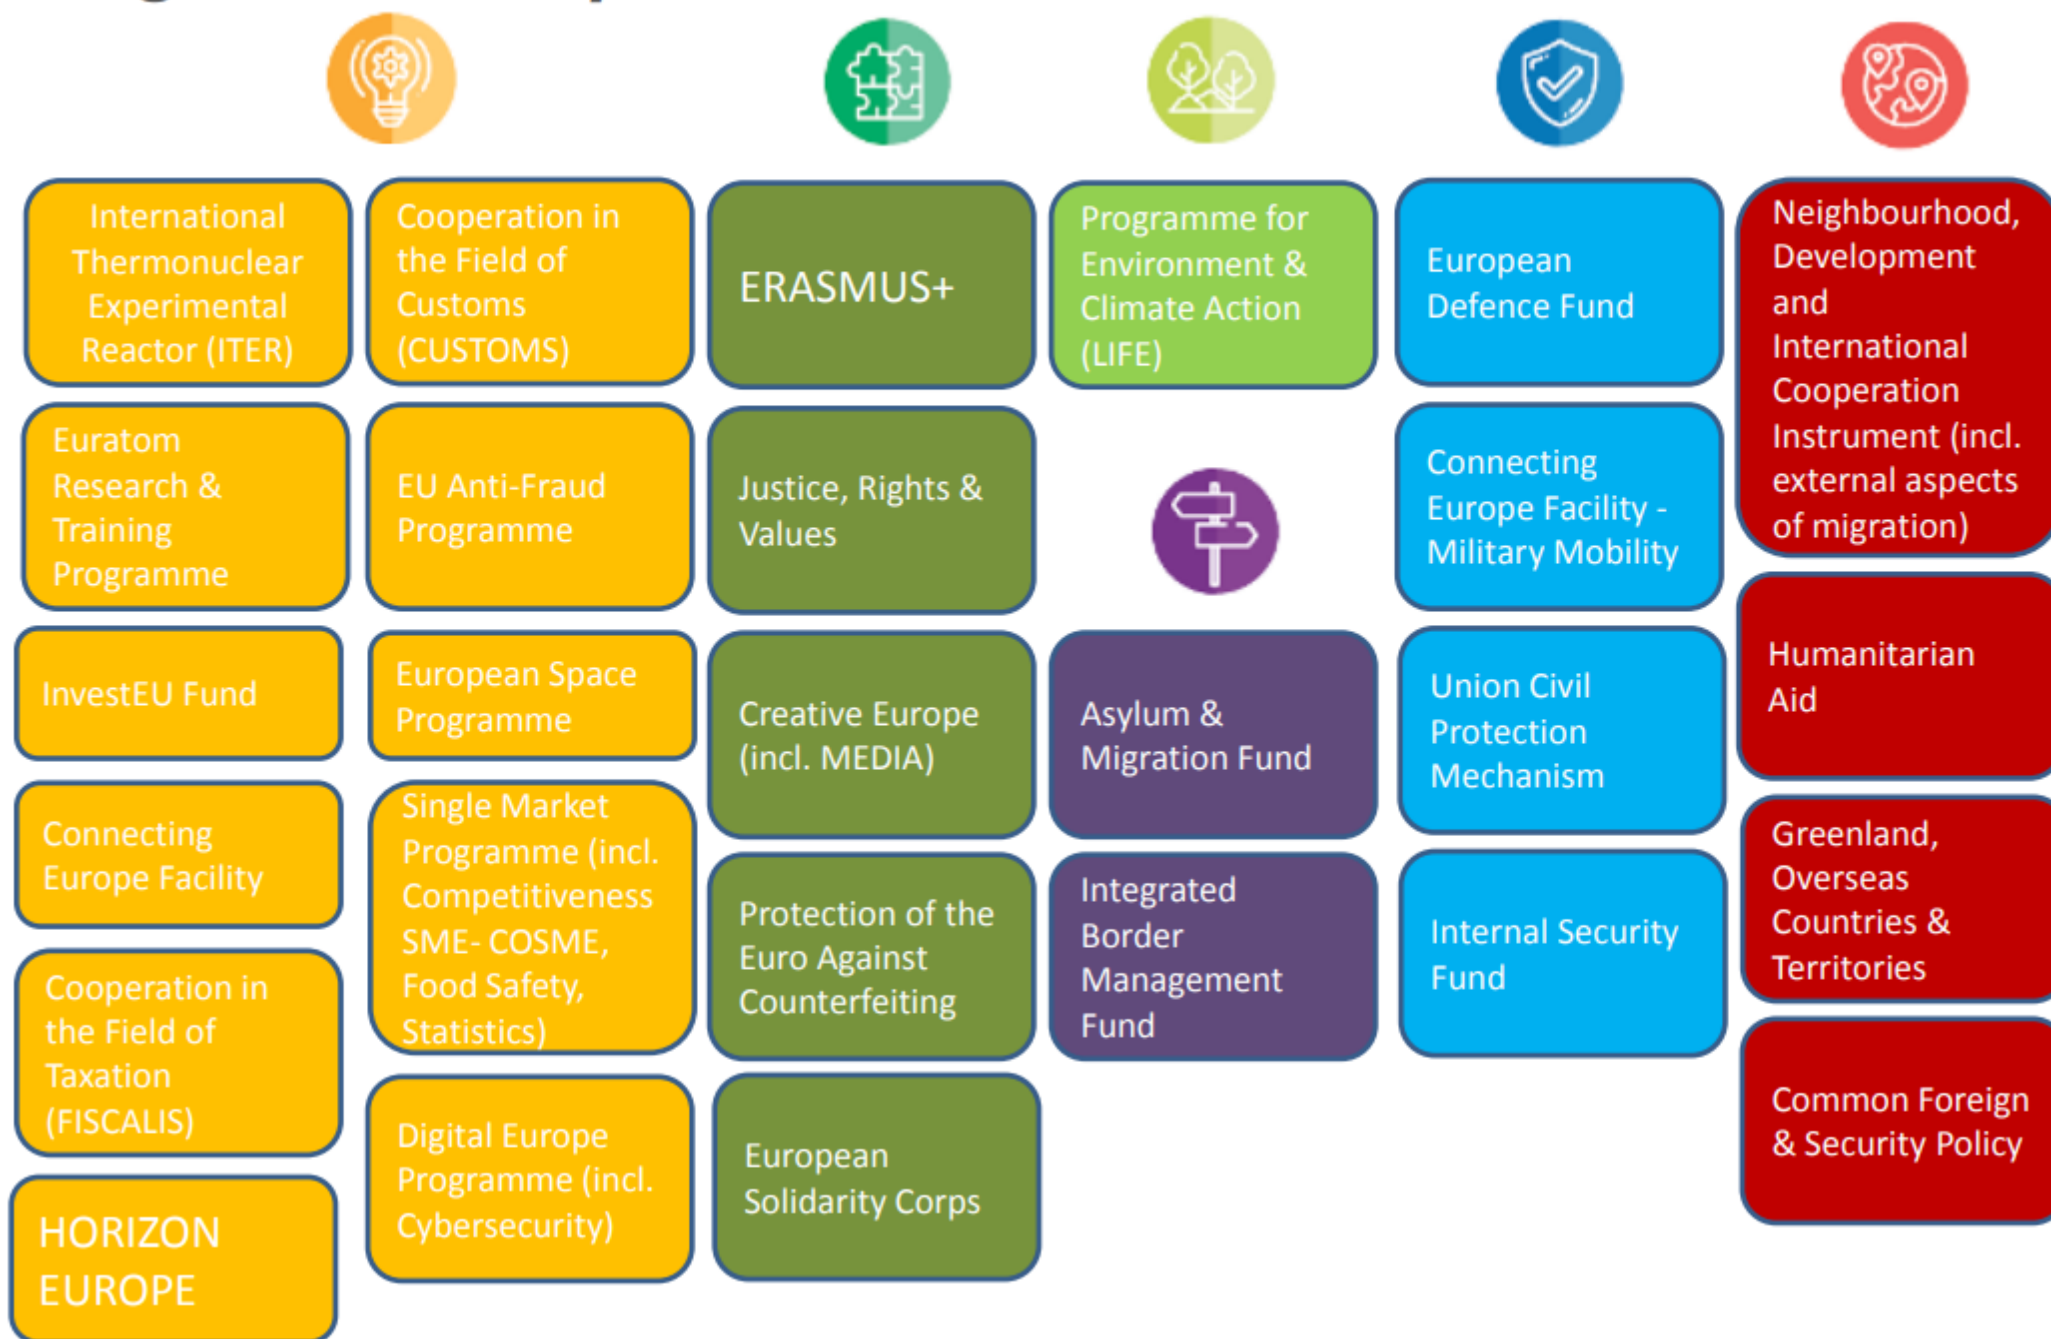 International
Thermonuclear
Experimental
Reactor (ITER)
Euratom
Research &
Training
Programme
InvestEU Fund
Connecting
Europe Facility
Cooperation in
the Field of
Taxation
(FISCALIS)
HORIZON
EUROPE
Cooperation in
the Field of
Customs
(CUSTOMS)
EU Anti-Fraud
Programme
European Space
Programme
Single Market
Programme (incl.
Competitiveness
SME- COSME,
Food Safety,
Statistics)
Digital Europe
Programme (incl.
Cybersecurity)
ERASMUS+
Justice, Rights &
Values
Creative Europe
(incl. MEDIA)
Protection of the
Euro Against
Counterfeiting
European
Solidarity Corps
Programme for
Environment &
Climate Action
(LIFE)
Asylum &
Migration Fund
Integrated
Border
Management
Fund
European
Defence Fund
Connecting
Europe Facility -
Military Mobility
Union Civil
Protection
Mechanism
Internal Security
Fund
Neighbourhood,
Development
and
International
Cooperation
Instrument (incl.
external aspects
of migration)
Humanitarian
Aid
Greenland,
Overseas
Countries &
Territories
Common Foreign
& Security Policy